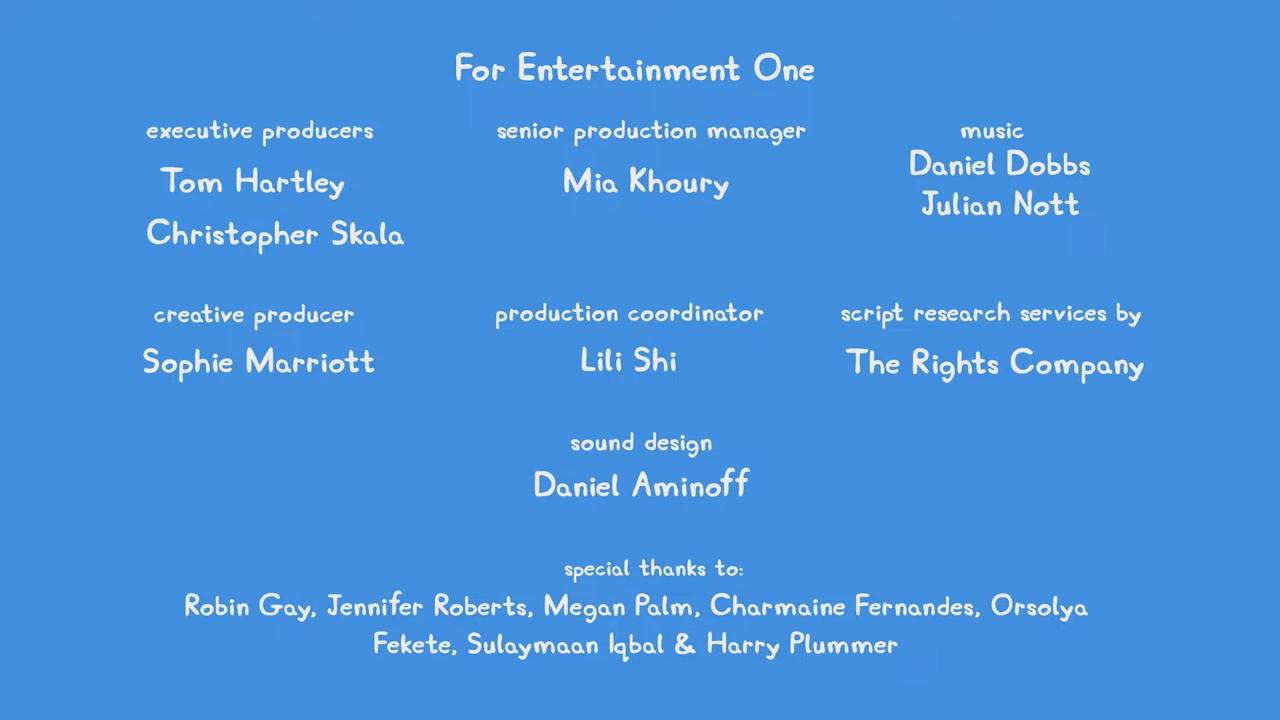 For Entertainment One
executive producers
Tom Hartley
Christopher Skala
senior production manager
Mia Khoury
music
Daniel Dobbs
Julian Nott
creative producer
Sophie Marriott
production coordinator
Lili Shi
script research services by
The Rights Company
sound design
Daniel Aminoff
special thanks to:
Robin Gay, Jennifer Roberts, Megan Palm, Charmaine Fernandes, Orsolya
Fekete, Sulaymaan Iqbal & Harry Plummer